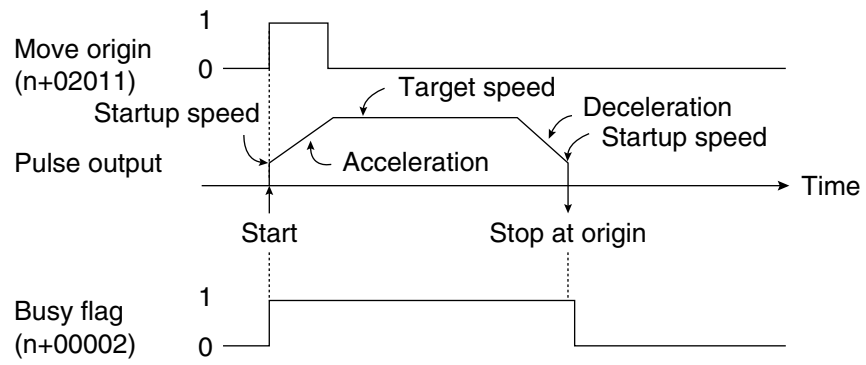 1
Move origin
(n+02011)
0
Target speed
Startup speed
Deceleration
Startup speed
Pulse output
Acceleration
Time
Start
Stop at origin
1
Busy flag
(n+00002)
0